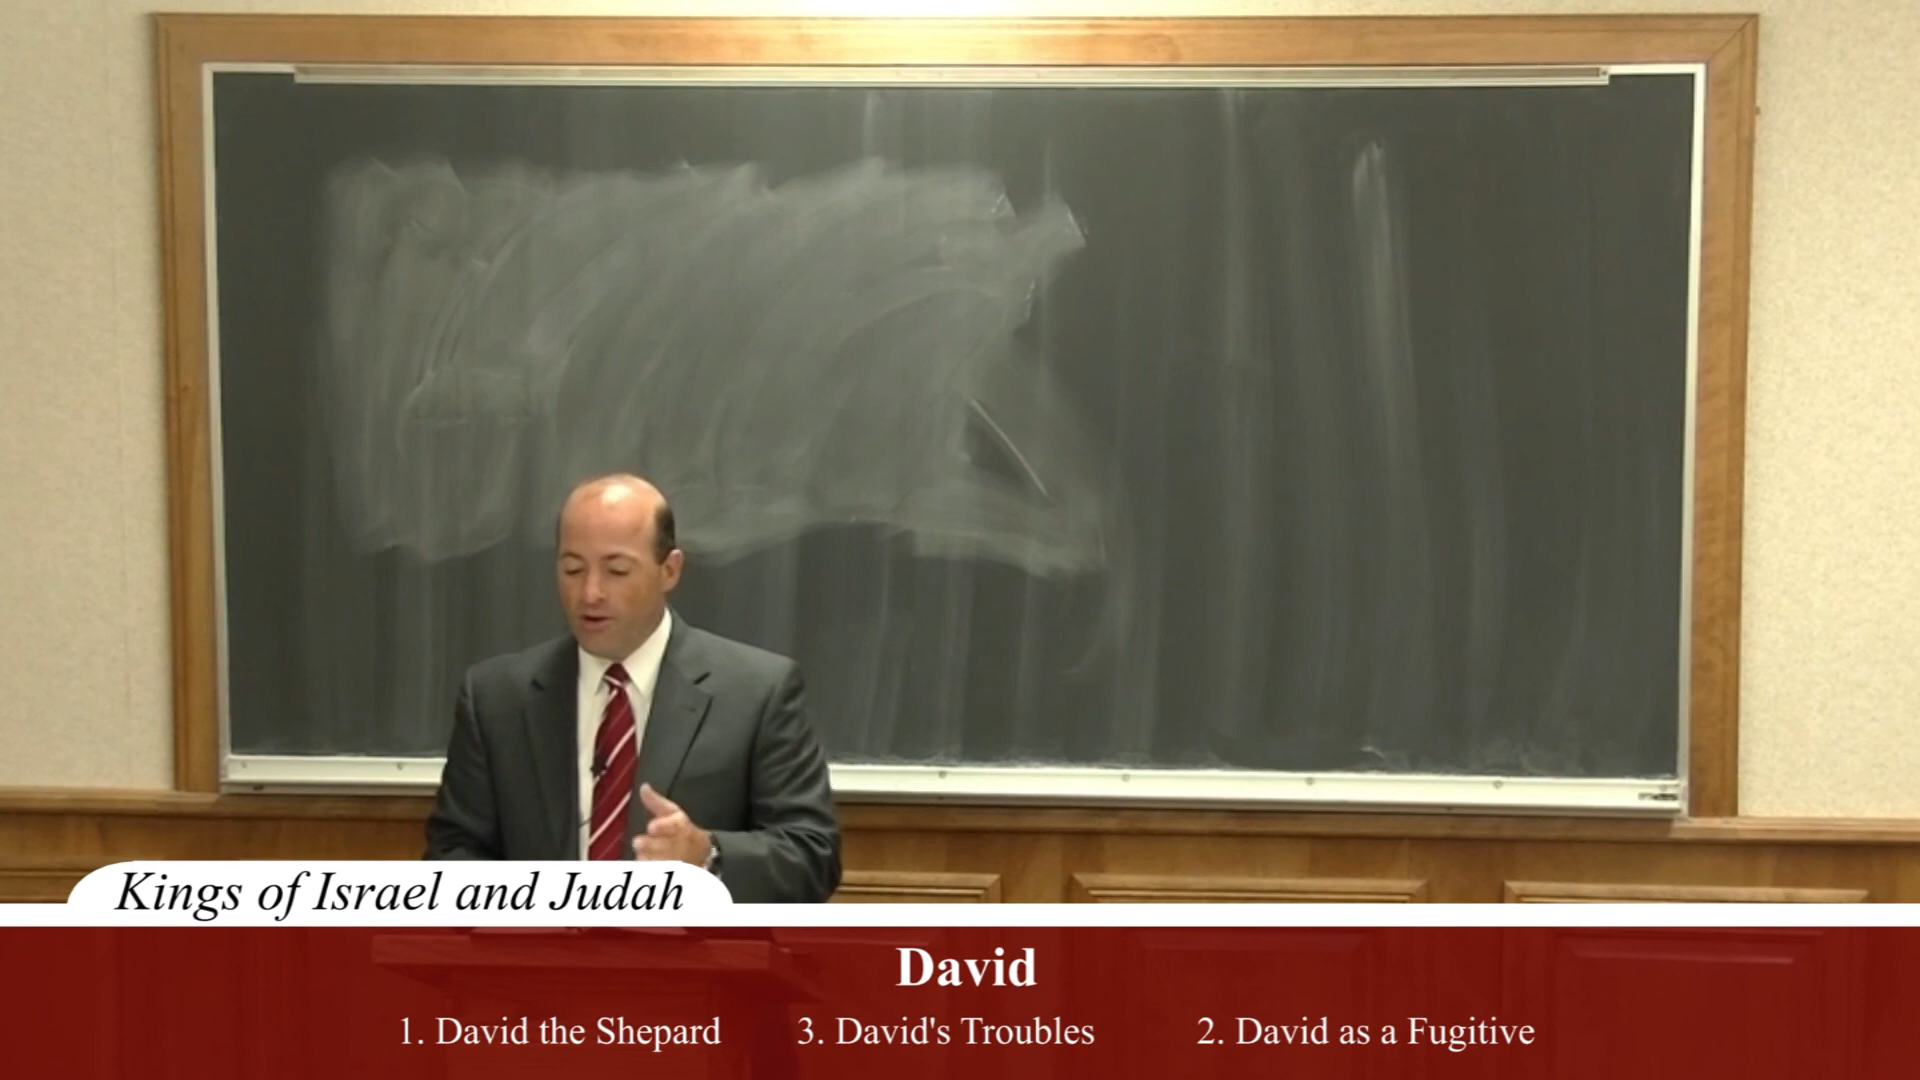 Kings of Israel and Judah
David
1. David the Shepard 3. David's Troubles 2. David as a Fugitive